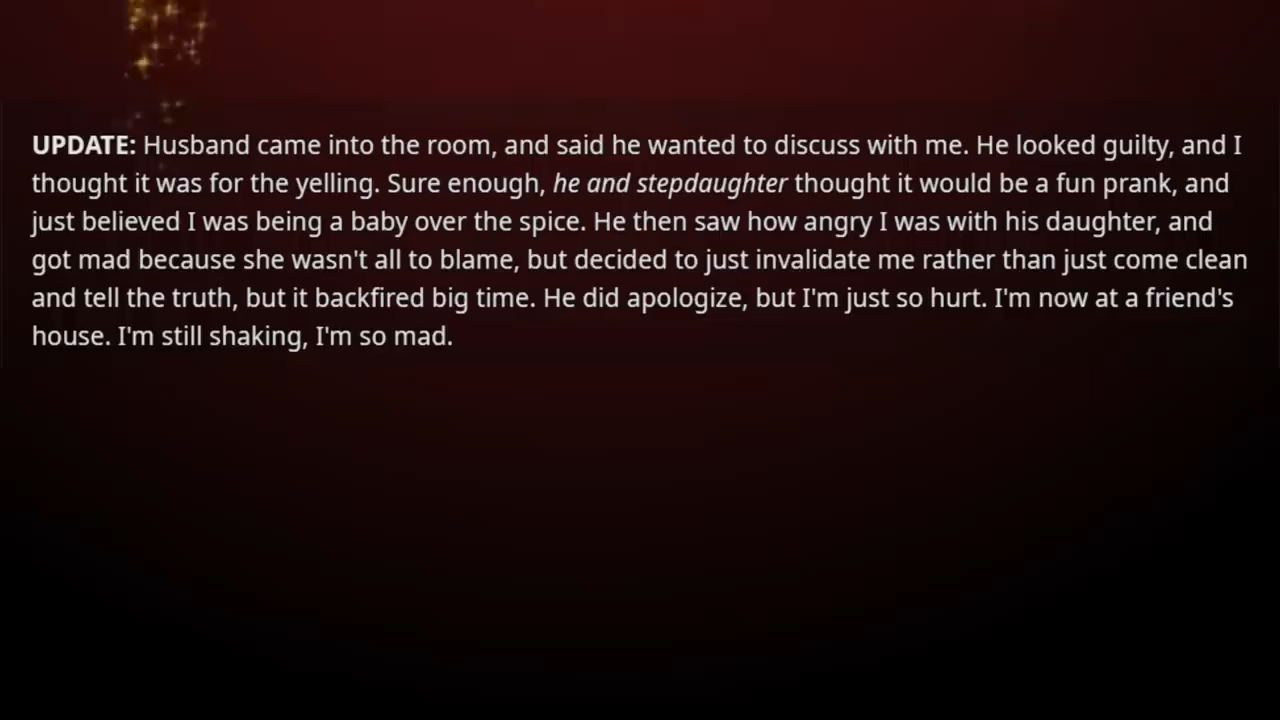 UPDATE: Husband came into the room, and said he wanted to discuss with me. He looked guilty, and I
thought it was for the yelling. Sure enough, he and stepdaughter thought it would be a fun prank, and
just believed I was being a baby over the spice. He then saw how angry I was with his daughter, and
got mad because she wasn't all to blame, but decided to just invalidate me rather than just come clean
and tell the truth, but it backfired big time. He did apologize, but I'm just so hurt. I'm now at a friend's
house. I'm still shaking, I'm so mad.